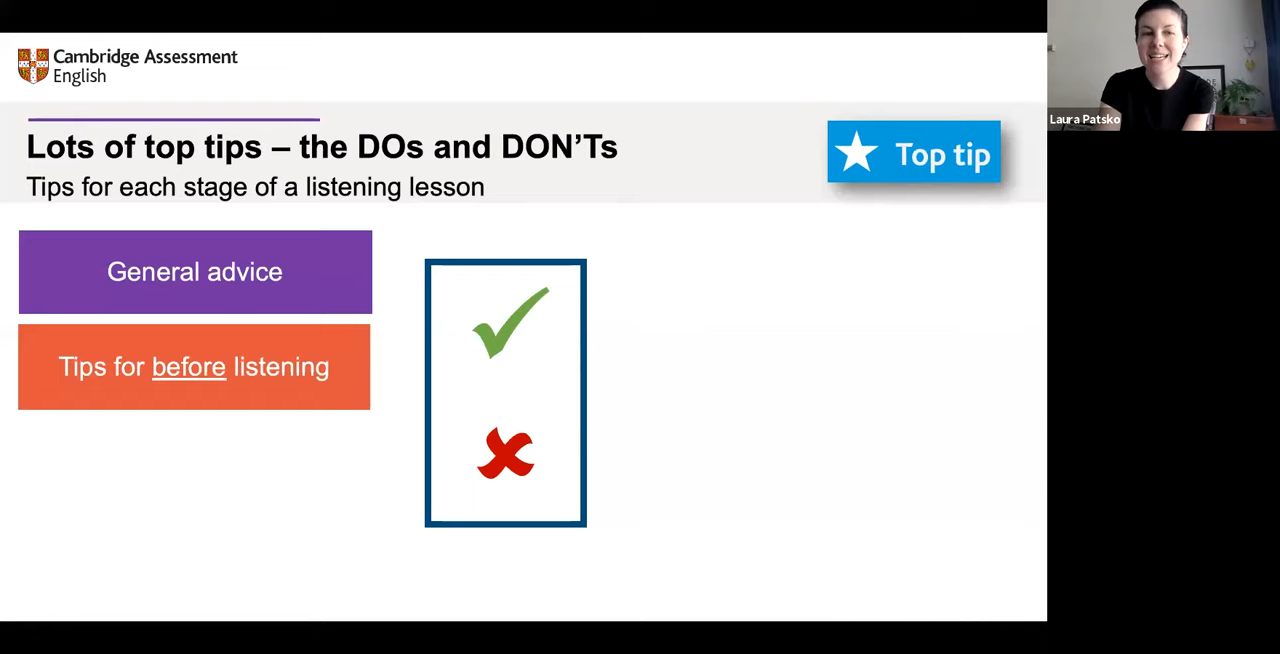 Cambridge Assessment
English
Lots of top tips – the DOs and DON’Ts
Tips for each stage of a listening lesson
Top tip
General advice
Tips for before listening
Laura Patsko